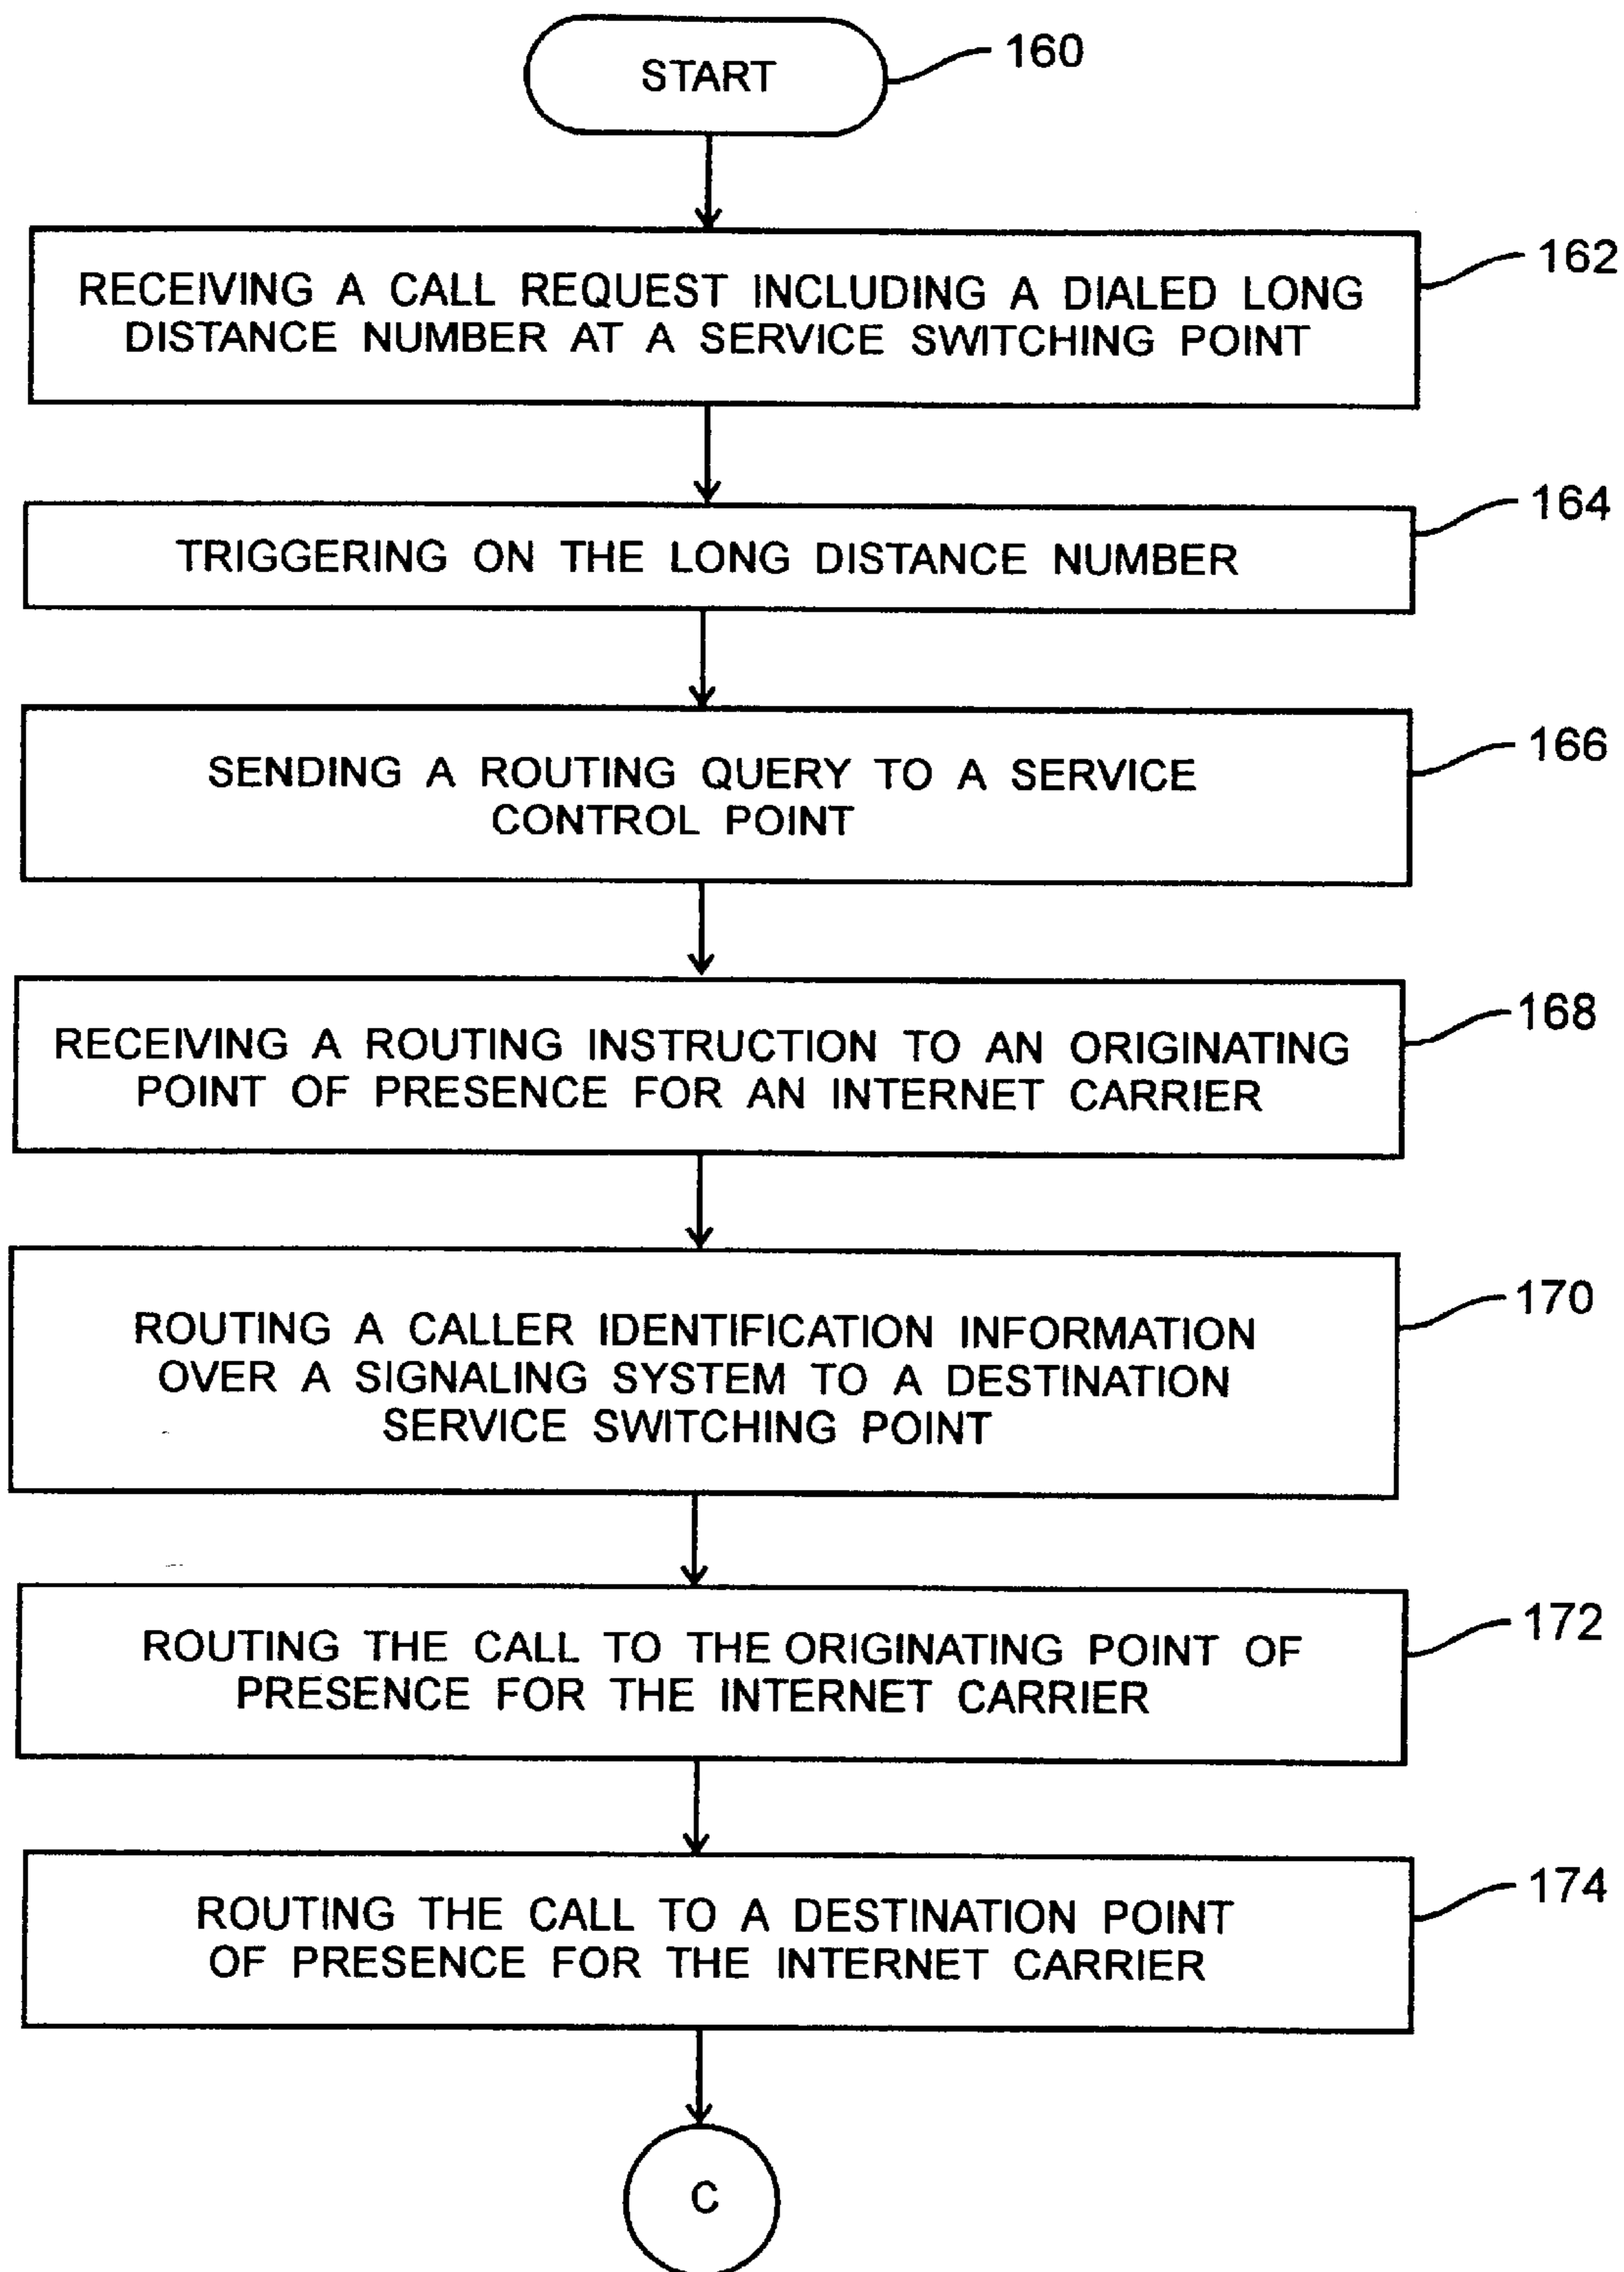 START
160
RECEIVING A CALL REQUEST INCLUDING A DIALED LONG
DISTANCE NUMBER AT A SERVICE SWITCHING POINT
162
TRIGGERING ON THE LONG DISTANCE NUMBER
164
SENDING A ROUTING QUERY TO A SERVICE
CONTROL POINT
166
RECEIVING A ROUTING INSTRUCTION TO AN ORIGINATING
POINT OF PRESENCE FOR AN INTERNET CARRIER
168
ROUTING A CALLER IDENTIFICATION INFORMATION
OVER A SIGNALING SYSTEM TO A DESTINATION
SERVICE SWITCHING POINT
170
ROUTING THE CALL TO THE ORIGINATING POINT OF
PRESENCE FOR THE INTERNET CARRIER
172
ROUTING THE CALL TO A DESTINATION POINT
OF PRESENCE FOR THE INTERNET CARRIER
174
C